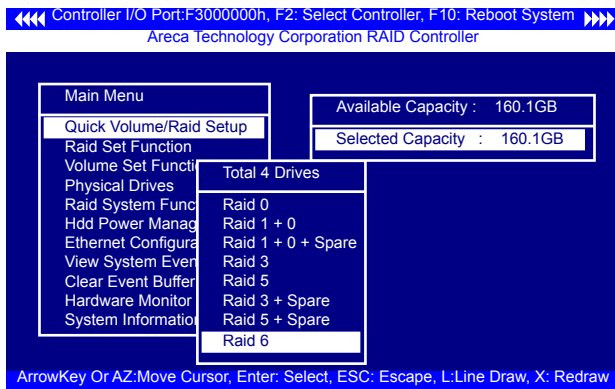 Controller I/O Port:F3000000h, F2: Select Controller, F10: Reboot System
Areca Technology Corporation RAID Controller
Main Menu
Quick Volume/Raid Setup
Raid Set Function
Volume Set Functi
Physical Drives
Raid System Func
Hdd Power Manag
Ethernet Configura
View System Even
Clear Event Buffer
Hardware Monitor
System Information
Total 4 Drives
Raid 0
Raid 1 + 0
Raid 1 + 0 + Spare
Raid 3
Raid 5
Raid 3 + Spare
Raid 5 + Spare
Raid 6
Available Capacity : 160.1GB
Selected Capacity : 160.1GB
ArrowKey Or AZ:Move Cursor, Enter: Select, ESC: Escape, L:Line Draw, X: Redraw